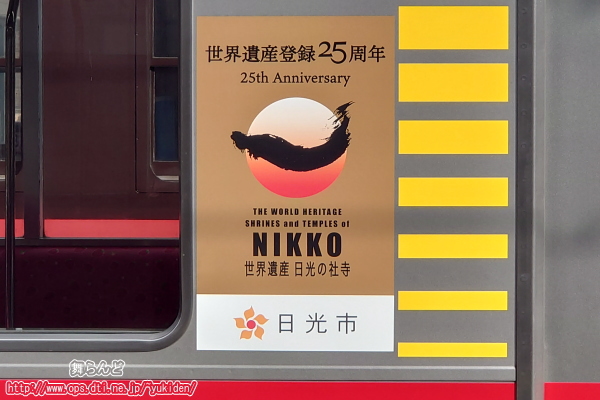 世界遺産登録25周年
25th Anniversary
THE WORLD HERITAGE
SHRINES and TEMPLES of
NIKKO
世界遺産 日光の社寺
日光市
舞らんど
http://www.ops.dti.ne.jp/~yukiden/